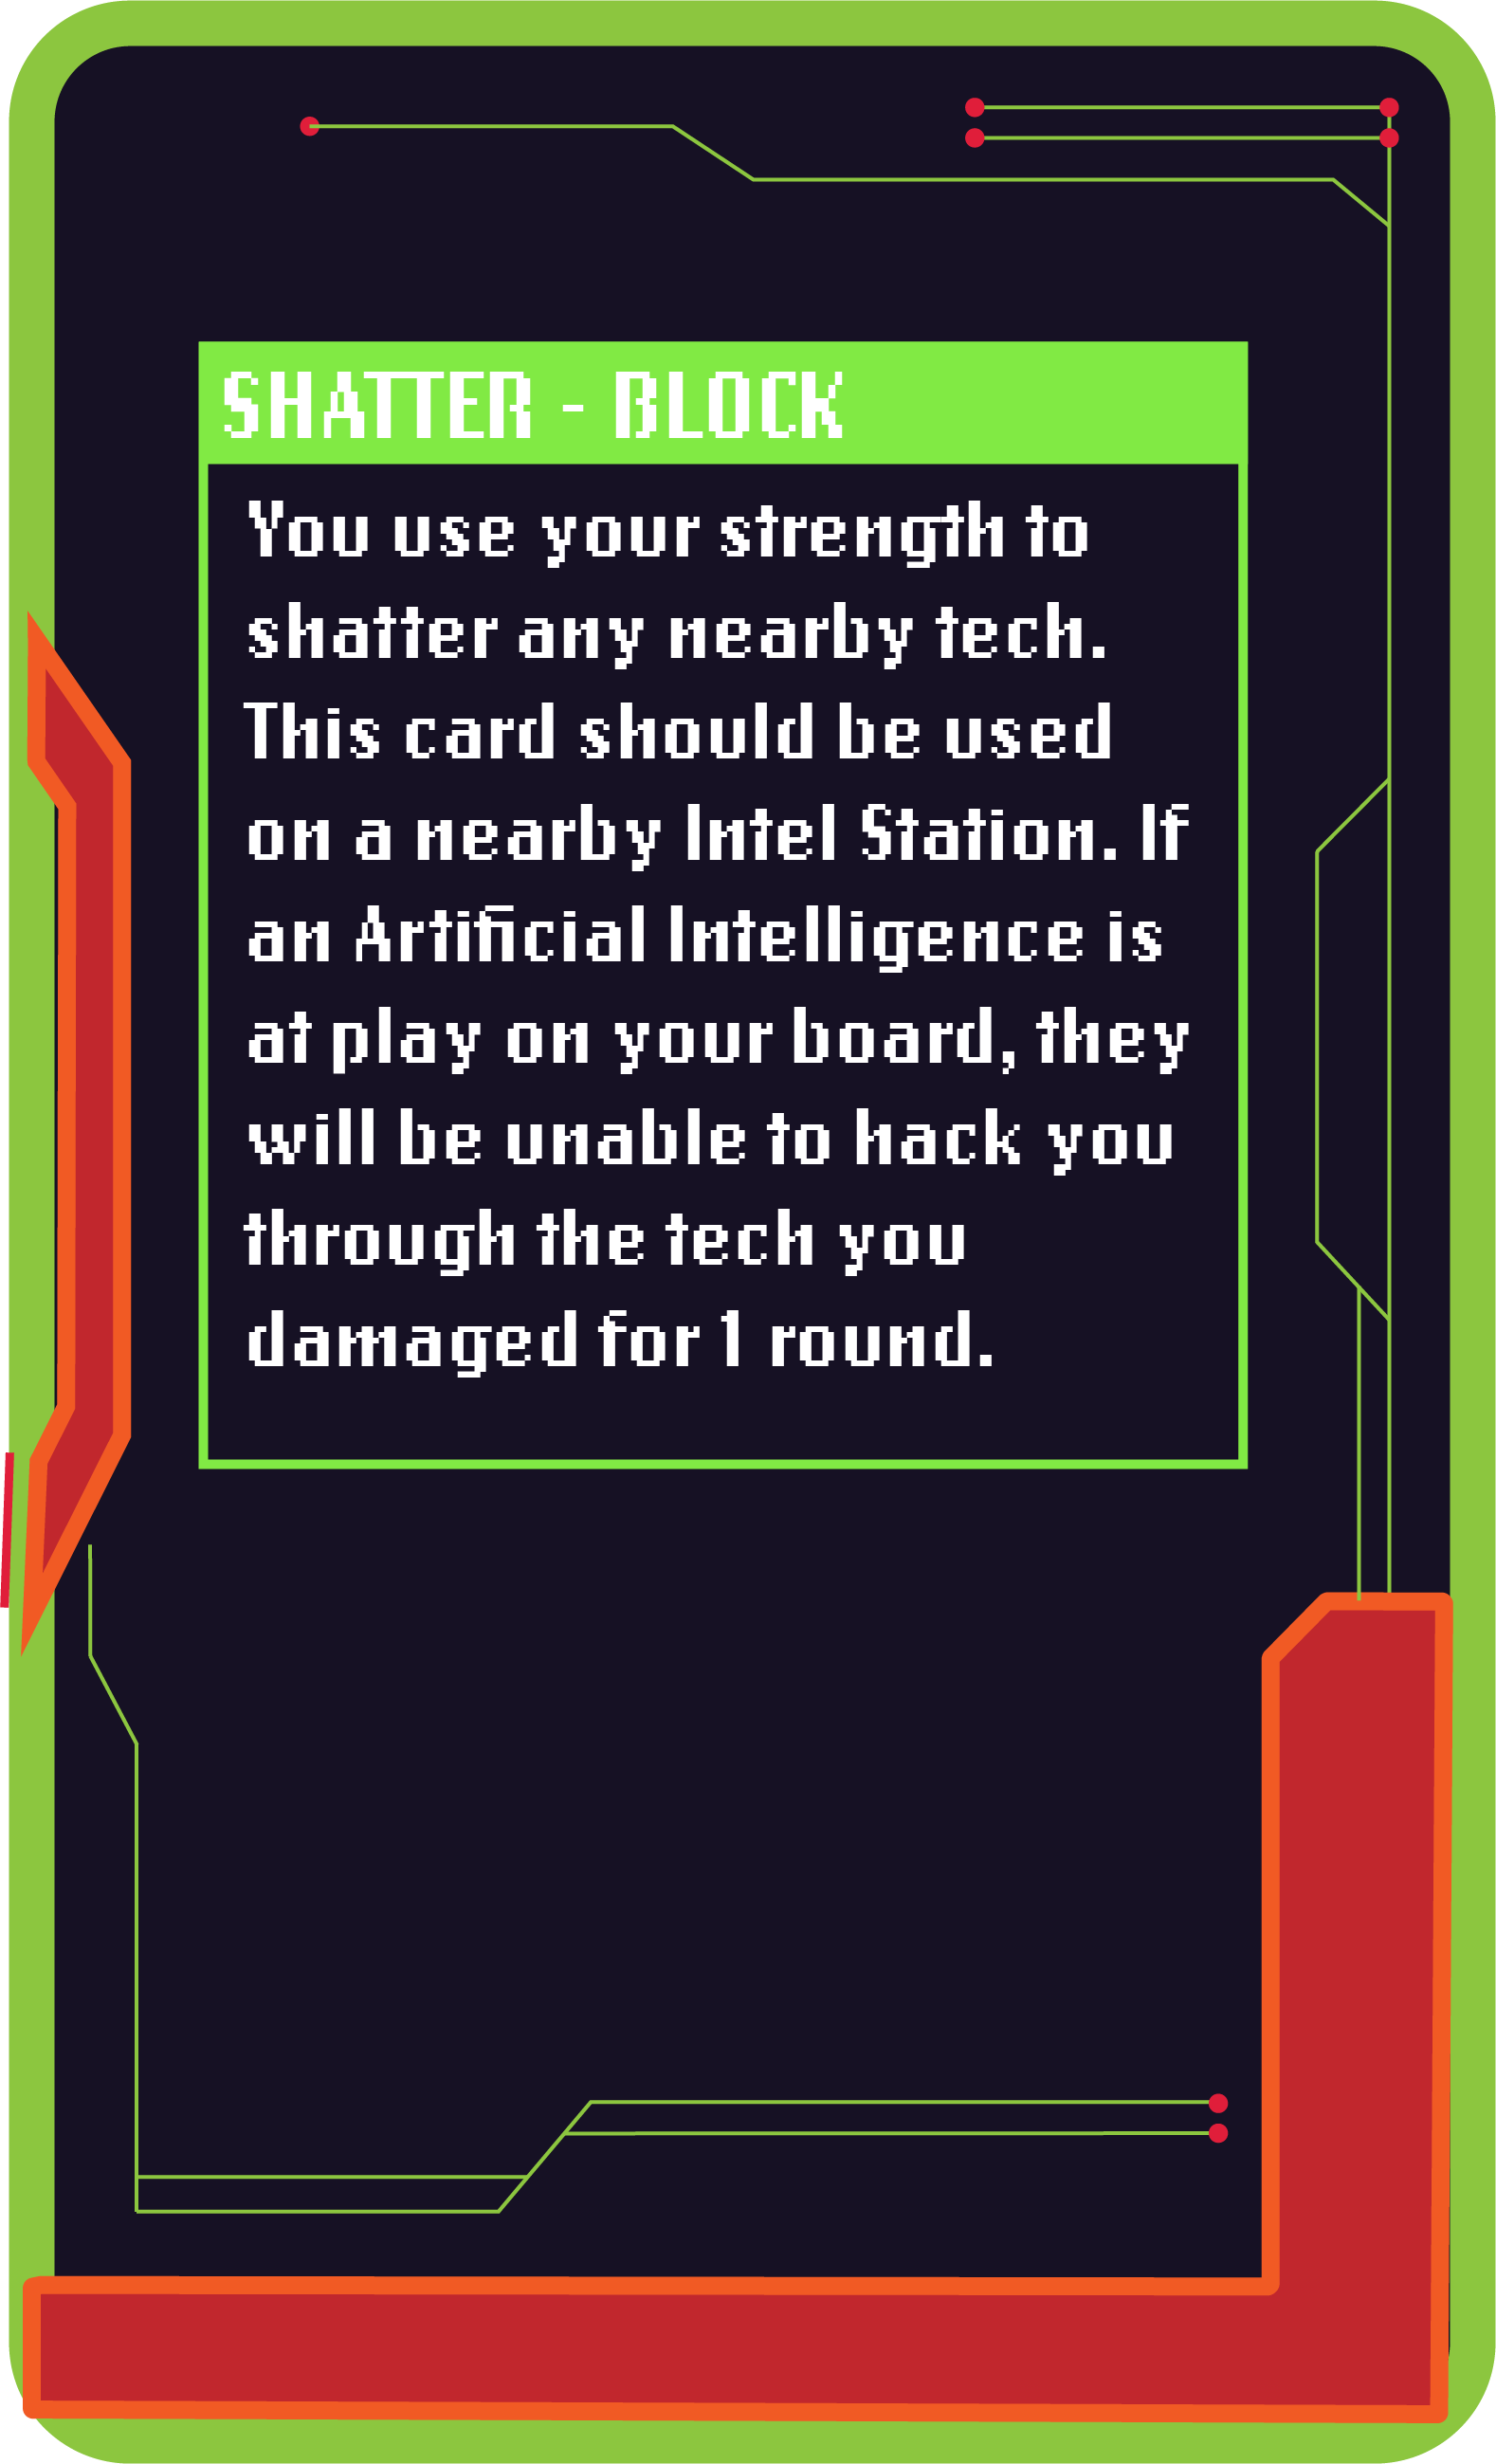 SHATTER - BLOCK
You use your strength to
shatter any nearby tech.
This card should be used
on a nearby Intel Station. If
an Artificial Intelligence is
at play on your board, they
will be unable to hack you
through the tech you
damaged for 1 round.